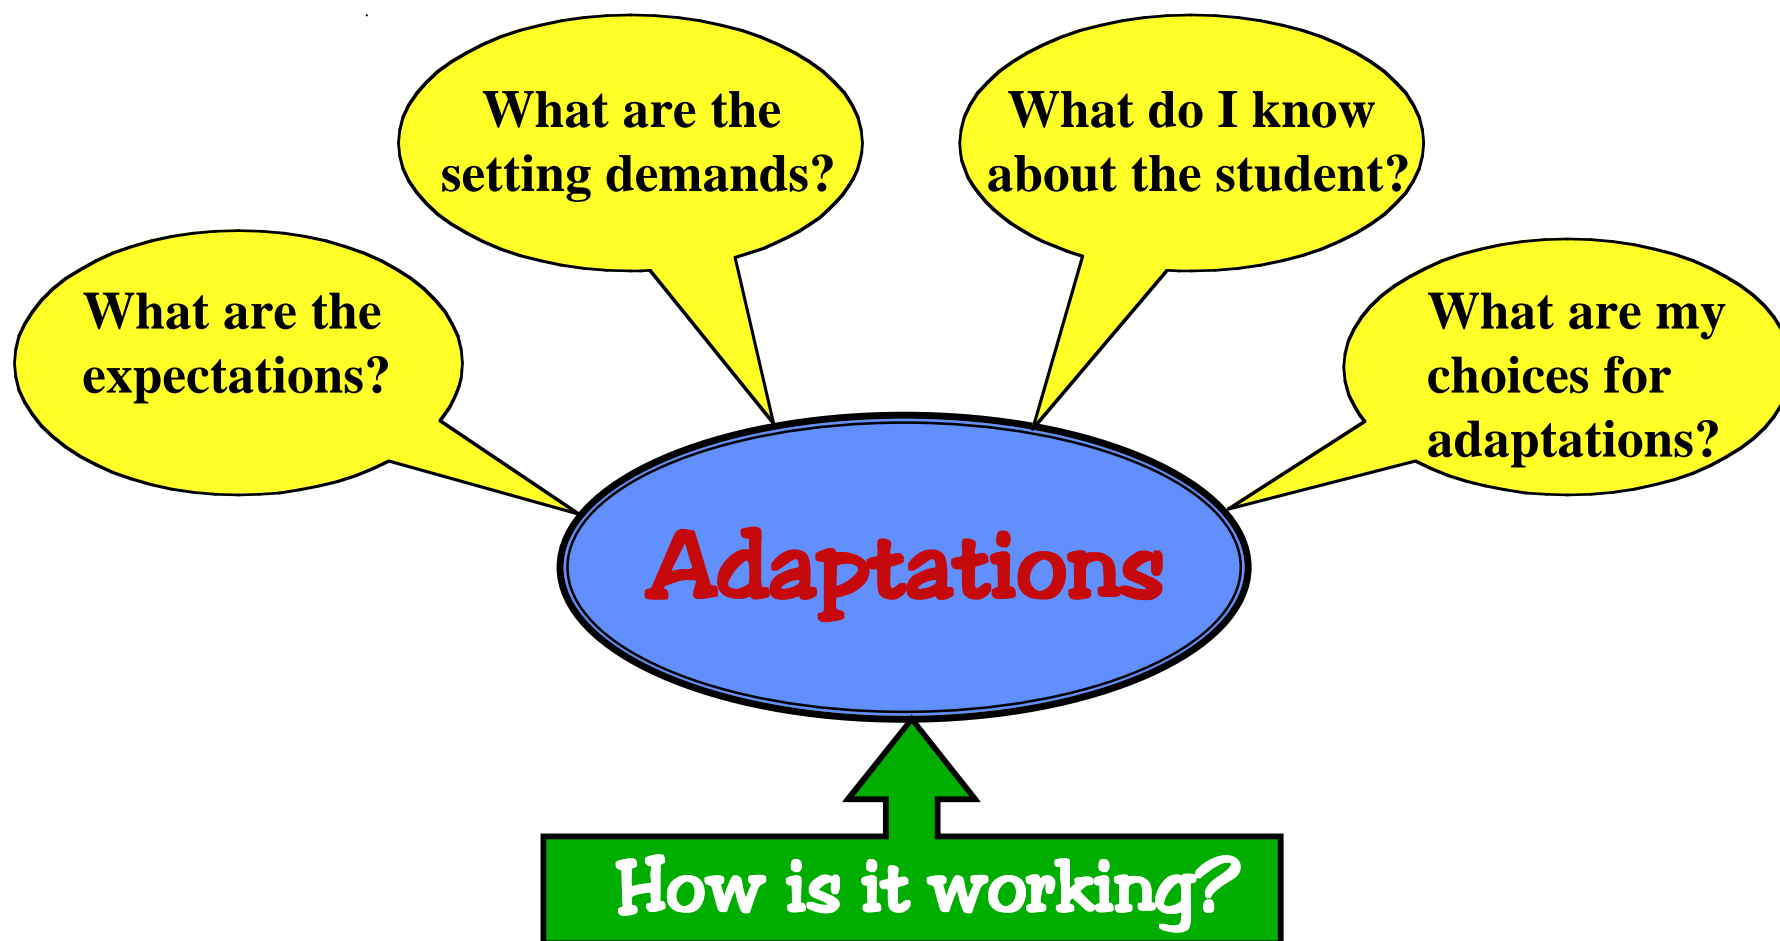 What are the
setting demands?
What do I know
about the student?
What are the
expectations?
What are my
choices for
adaptations?
Adaptations
How is it working?